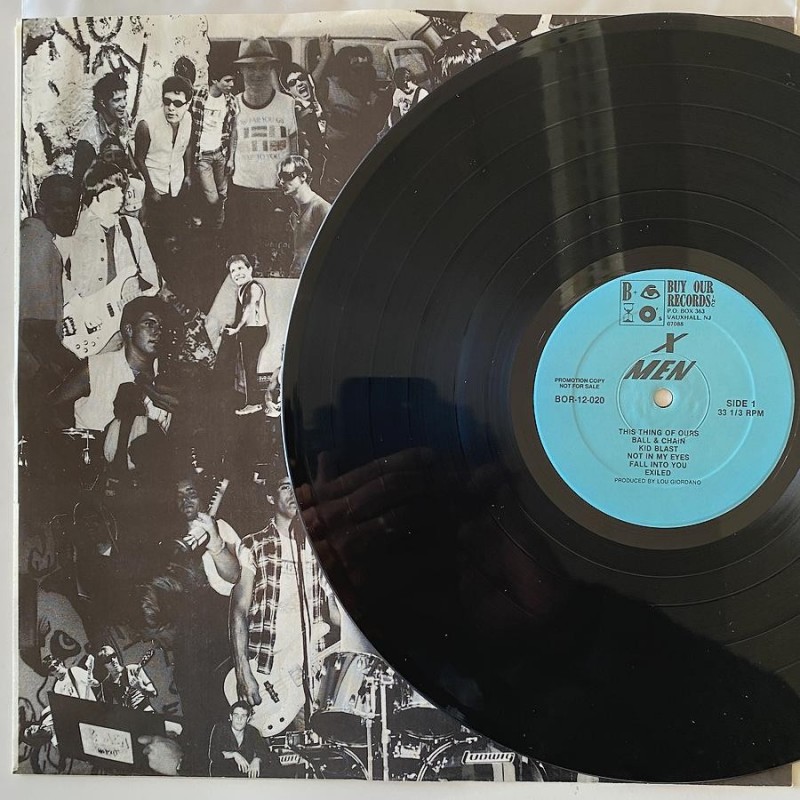 B
BUY OUR
RECORDS
P.O. BOX 363
VAUXHALL, NJ
07088
X
MEN
PROMOTION COPY
NOT FOR SALE
BOR-12-020
SIDE 1
33 1/3 RPM
THIS THING OF OURS
BALL & CHAIN
KID BLAST
NOT IN MY EYES
FALL INTO YOU
EXILED
PRODUCED BY LOU GIORDANO
LUDWIG